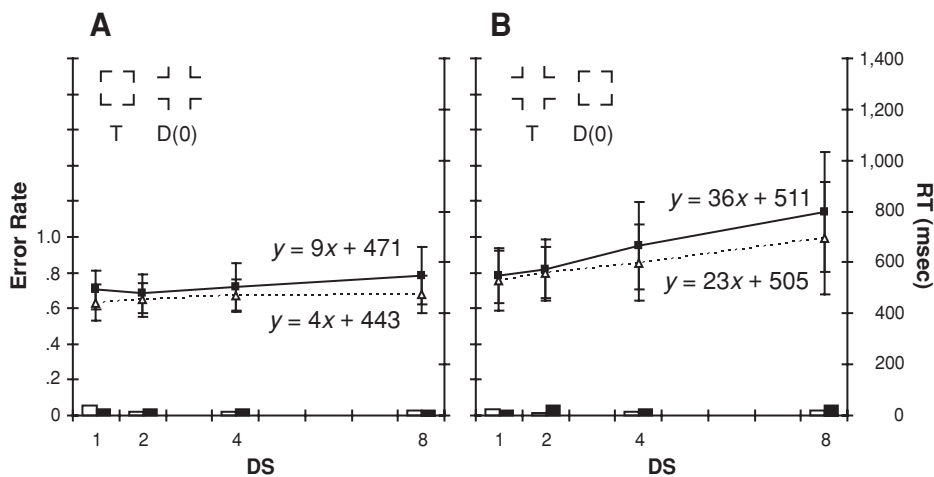 A
B
T D(0)
T D(0)
Error Rate
1.0
.8
.6
.4
.2
0
y = 9x + 471
y = 4x + 443
y = 36x + 511
y = 23x + 505
1,400
1,200
1,000
800
600
400
200
0
RT (msec)
1 2 4 8
1 2 4 8
DS
DS